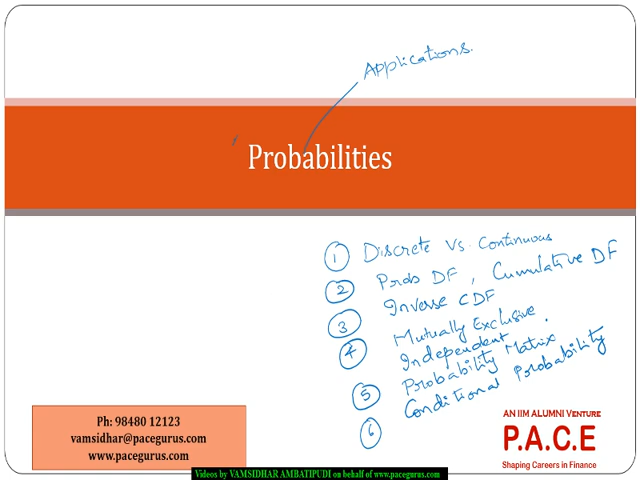 Applications.
Probabilities
① Discrete Vs. Continuous
② Prob DF , Cumulative DF
Inverse CDF
③ Mutually Exclusive
④ Independent
Probability Matrix
⑤ Conditional Probability
⑥
Ph: 98480 12123
vamsidhar@pacegurus.com
www.pacegurus.com
AN IIM ALUMNI VENTURE
P.A.C.E
Shaping Careers in Finance
Videos by VAMSIDHAR AMBATIPUDI on behalf of www.pacegurus.com